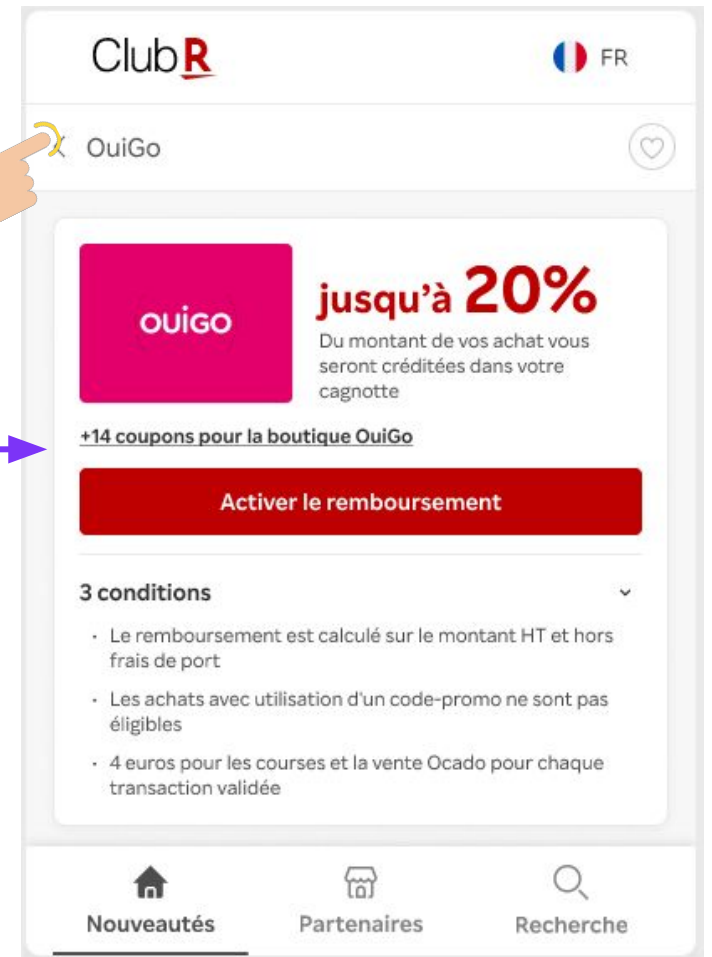 Club R
FR
OuiGo
OUIGO
jusqu'à 20%
Du montant de vos achat vous
seront créditées dans votre
cagnotte
+14 coupons pour la boutique OuiGo
Activer le remboursement
3 conditions
· Le remboursement est calculé sur le montant HT et hors
frais de port
· Les achats avec utilisation d'un code-promo ne sont pas
éligibles
· 4 euros pour les courses et la vente Ocado pour chaque
transaction validée
Nouveautés
Partenaires
Recherche